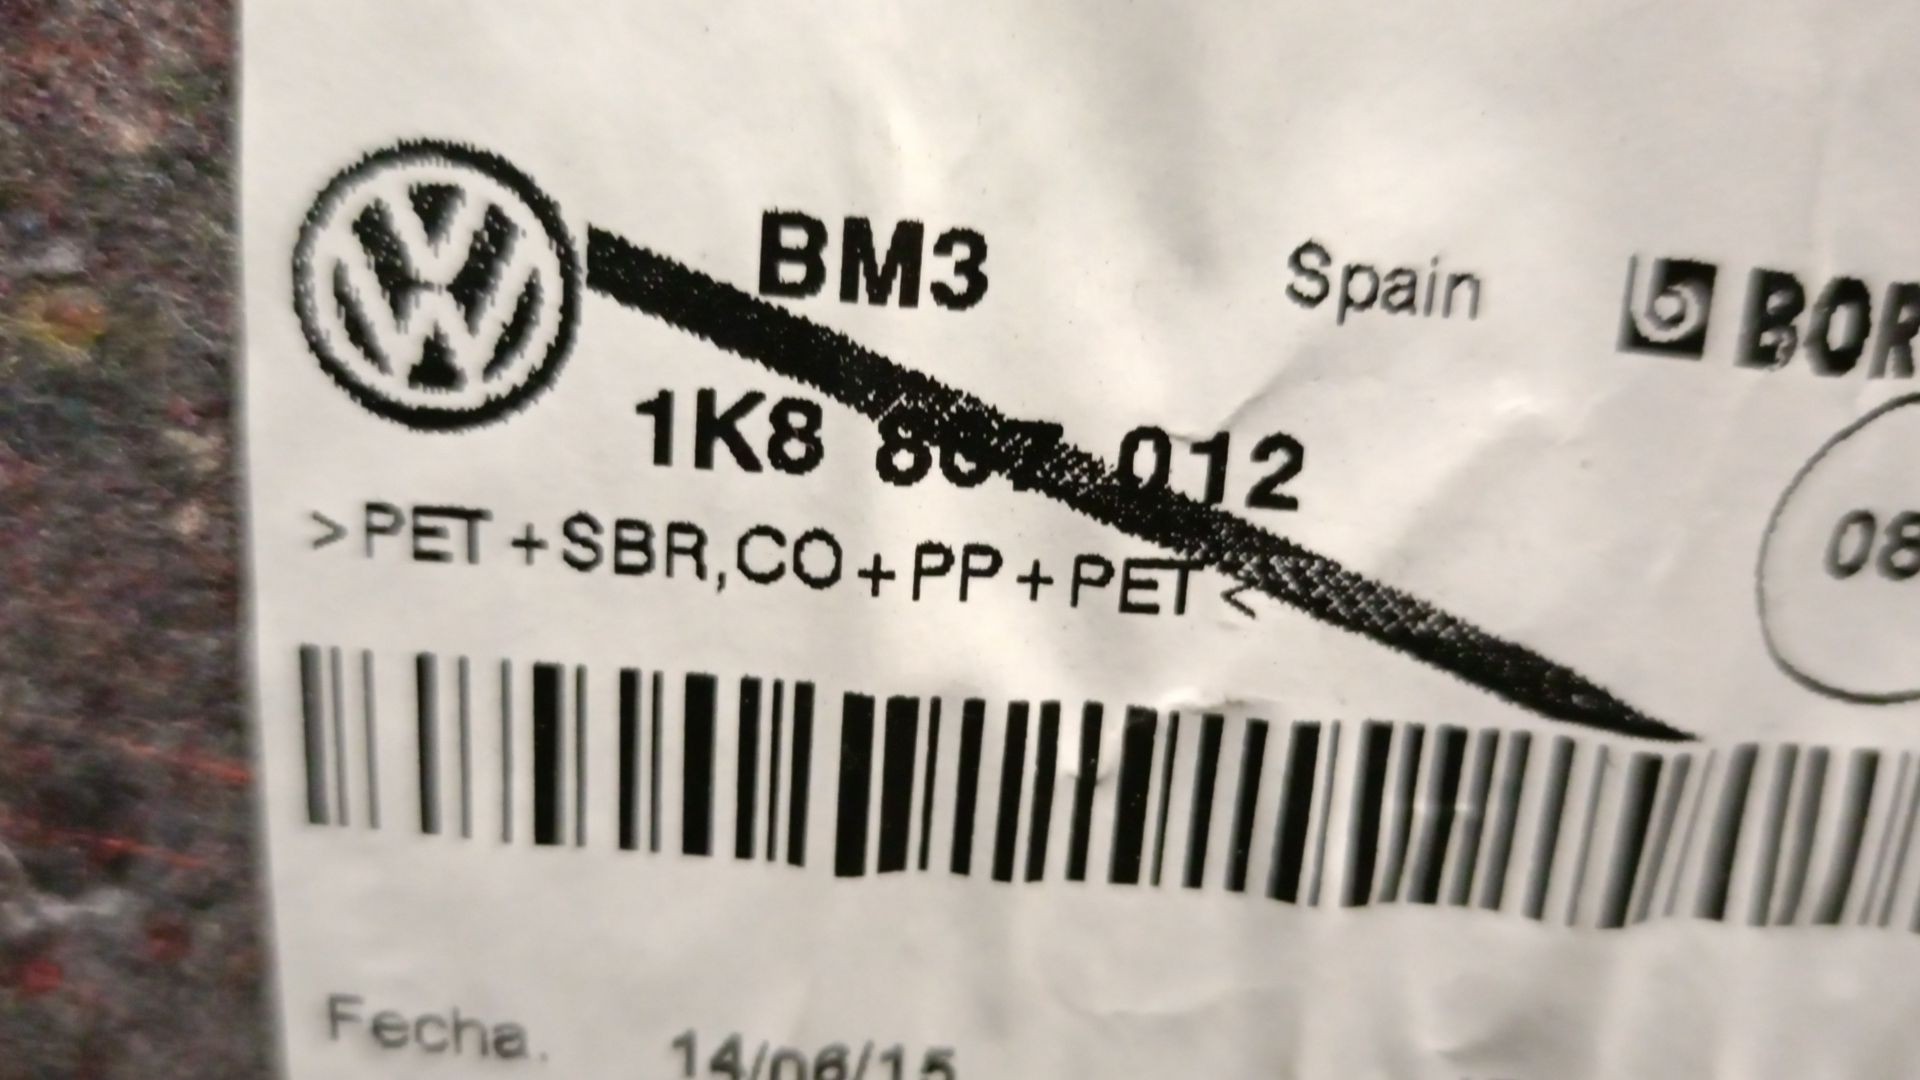 BM3 Spain BOR
1K8 867 012
08
>PET+SBR,CO+PP+PET<
Fecha. 14/06/15